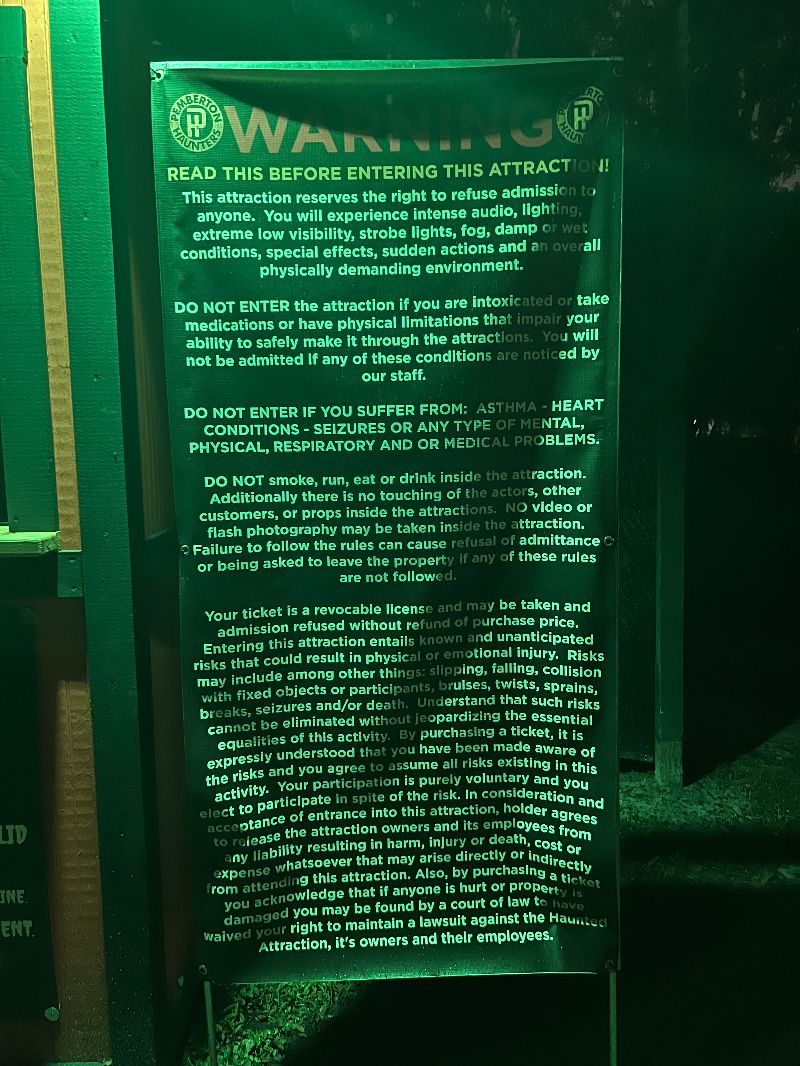 PEMBERTON HAUNTERS
WARNING
READ THIS BEFORE ENTERING THIS ATTRACTION!
This attraction reserves the right to refuse admission to
anyone. You will experience intense audio, lighting,
extreme low visibility, strobe lights, fog, damp or wet
conditions, special effects, sudden actions and an overall
physically demanding environment.
DO NOT ENTER the attraction if you are intoxicated or take
medications or have physical limitations that impair your
ability to safely make it through the attractions. You will
not be admitted if any of these conditions are noticed by
our staff.
DO NOT ENTER IF YOU SUFFER FROM: ASTHMA - HEART
CONDITIONS - SEIZURES OR ANY TYPE OF MENTAL,
PHYSICAL, RESPIRATORY AND OR MEDICAL PROBLEMS.
DO NOT smoke, run, eat or drink inside the attraction.
Additionally there is no touching of the actors, other
customers, or props inside the attractions. NO video or
flash photography may be taken inside the attraction.
Failure to follow the rules can cause refusal of admittance
or being asked to leave the property if any of these rules
are not followed.
Your ticket is a revocable license and may be taken and
admission refused without refund of purchase price.
Entering this attraction entails known and unanticipated
risks that could result in physical or emotional injury. Risks
may include among other things: slipping, falling, collision
with fixed objects or participants, bruises, twists, sprains,
breaks, seizures and/or death. Understand that such risks
cannot be eliminated without jeopardizing the essential
equalities of this activity. By purchasing a ticket, it is
expressly understood that you have been made aware of
the risks and you agree to assume all risks existing in this
activity. Your participation is purely voluntary and you
elect to participate in spite of the risk. In consideration and
acceptance of entrance into this attraction, holder agrees
to release the attraction owners and its employees from
any liability resulting in harm, injury or death, cost or
expense whatsoever that may arise directly or indirectly
from attending this attraction. Also, by purchasing a ticket
you acknowledge that if anyone is hurt or property is
damaged you may be found by a court of law to have
waived your right to maintain a lawsuit against the Haunted
Attraction, it's owners and their employees.